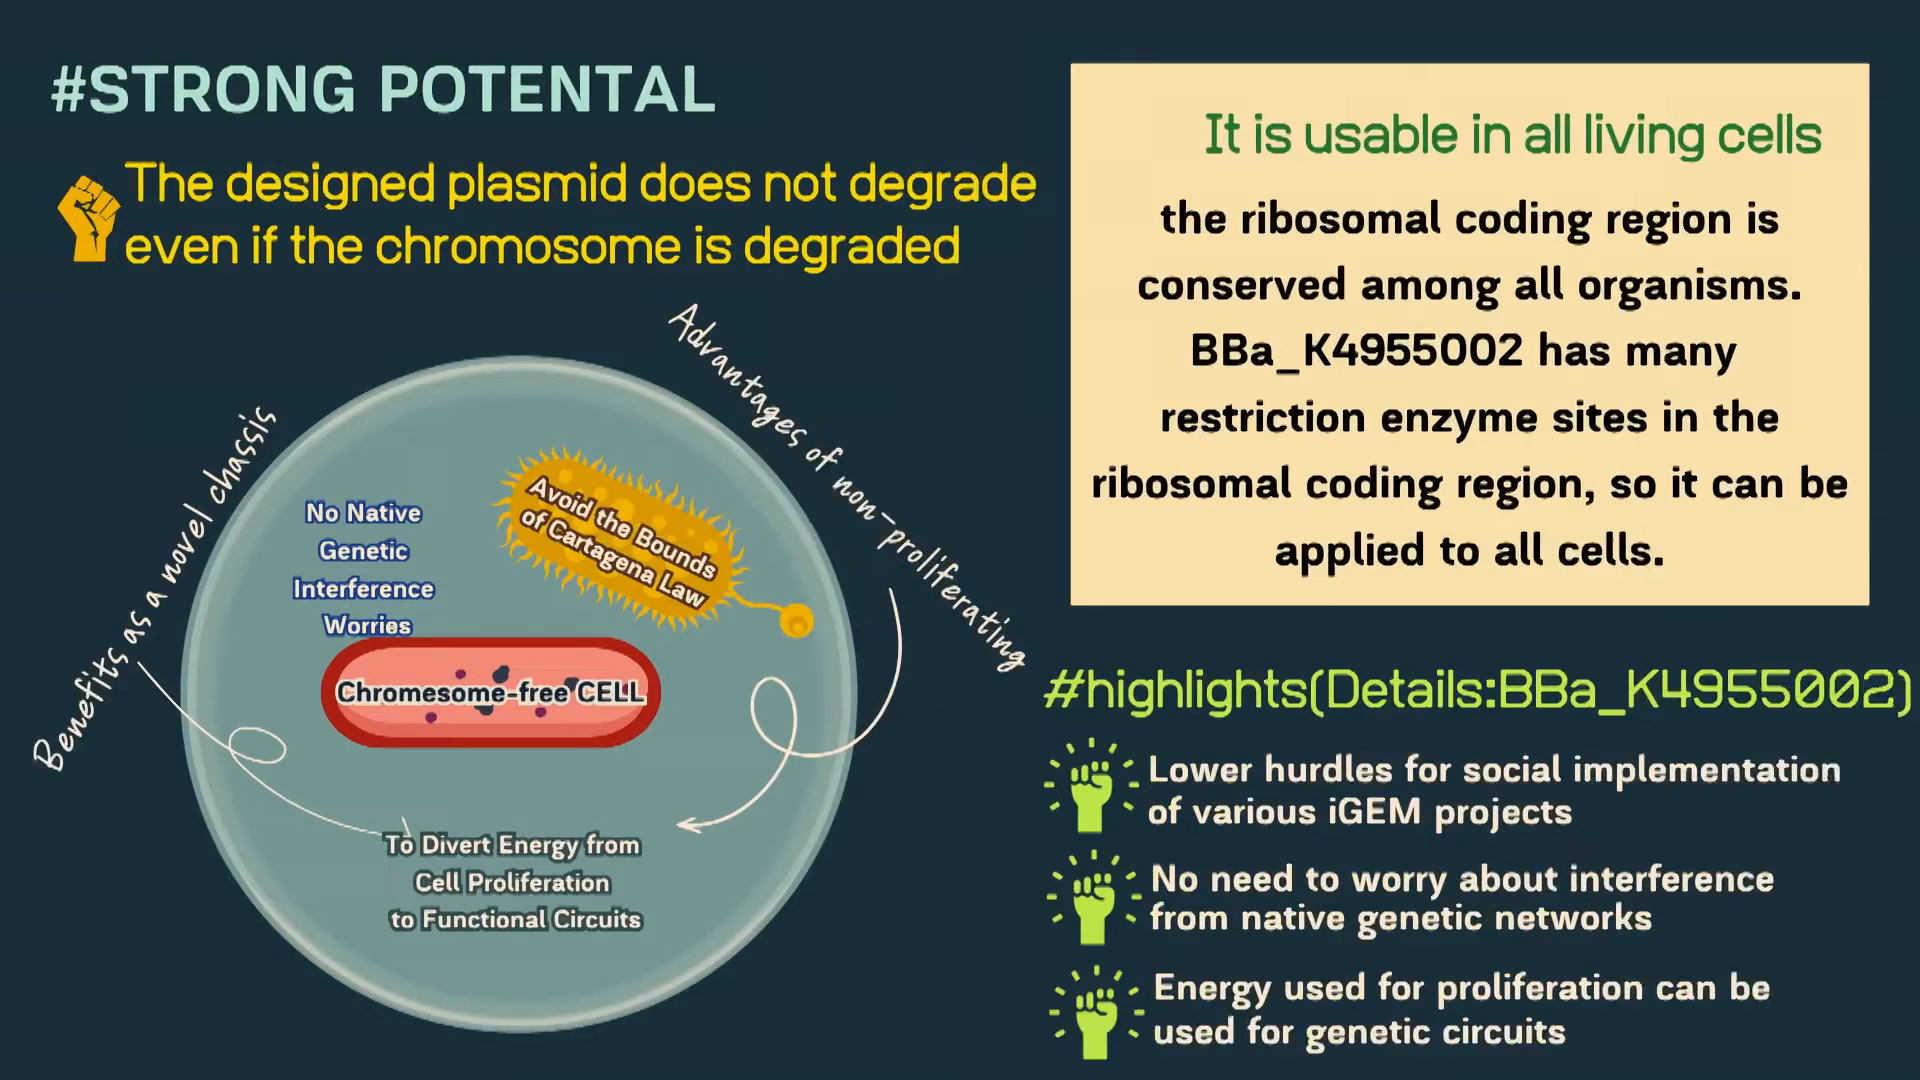 #STRONG POTENTAL
The designed plasmid does not degrade
even if the chromosome is degraded
Benefits as a novel chassis
Advantages of non-proliferating
No Native
Genetic
Interference
Worries
Avoid the Bounds
of Cartagena Law
Chromesome-free CELL
To Divert Energy from
Cell Proliferation
to Functional Circuits
It is usable in all living cells
the ribosomal coding region is
conserved among all organisms.
BBa_K4955002 has many
restriction enzyme sites in the
ribosomal coding region, so it can be
applied to all cells.
#highlights(Details:BBa_K4955002)
Lower hurdles for social implementation
of various iGEM projects
No need to worry about interference
from native genetic networks
Energy used for proliferation can be
used for genetic circuits